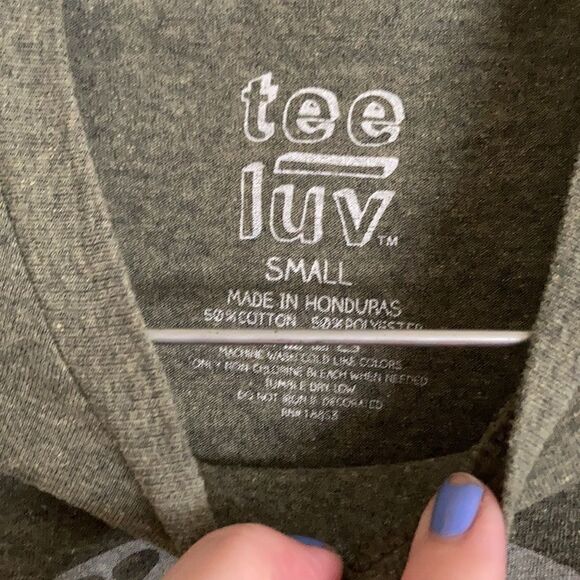 tee
luv™
SMALL
MADE IN HONDURAS
50% COTTON 50% POLYESTER
MACHINE WASH COLD LIKE COLORS
ONLY NON-CHLORINE BLEACH WHEN NEEDED
TUMBLE DRY LOW
DO NOT IRON IF DECORATED